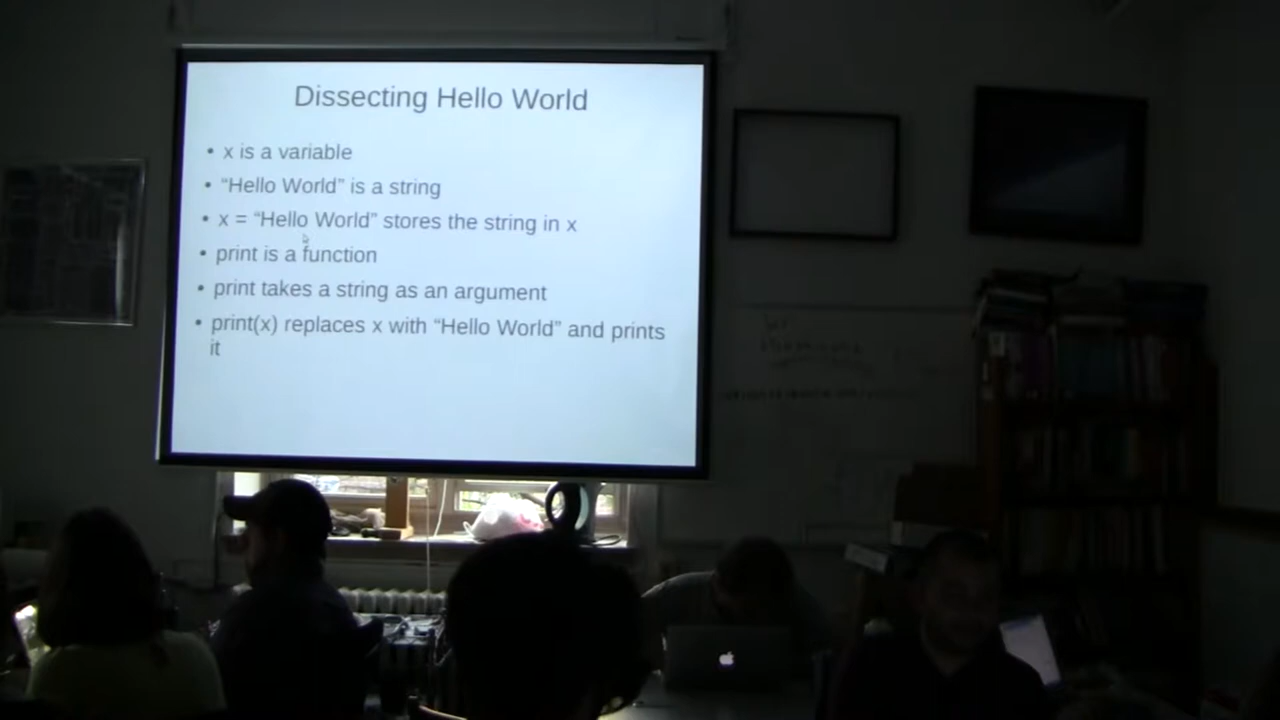 Dissecting Hello World
• x is a variable
• “Hello World” is a string
• x = “Hello World” stores the string in x
• print is a function
• print takes a string as an argument
• print(x) replaces x with “Hello World” and prints
it